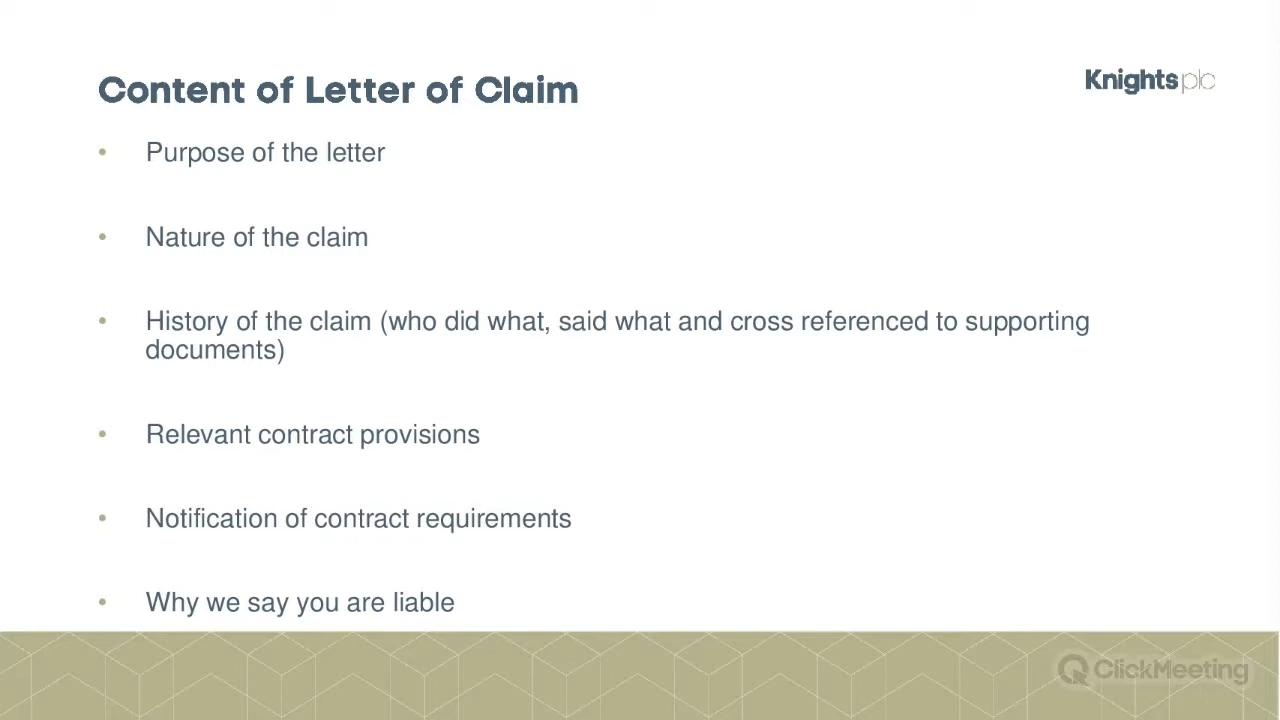 Content of Letter of Claim
Knights plc
• Purpose of the letter
• Nature of the claim
• History of the claim (who did what, said what and cross referenced to supporting
documents)
• Relevant contract provisions
• Notification of contract requirements
• Why we say you are liable
ClickMeeting